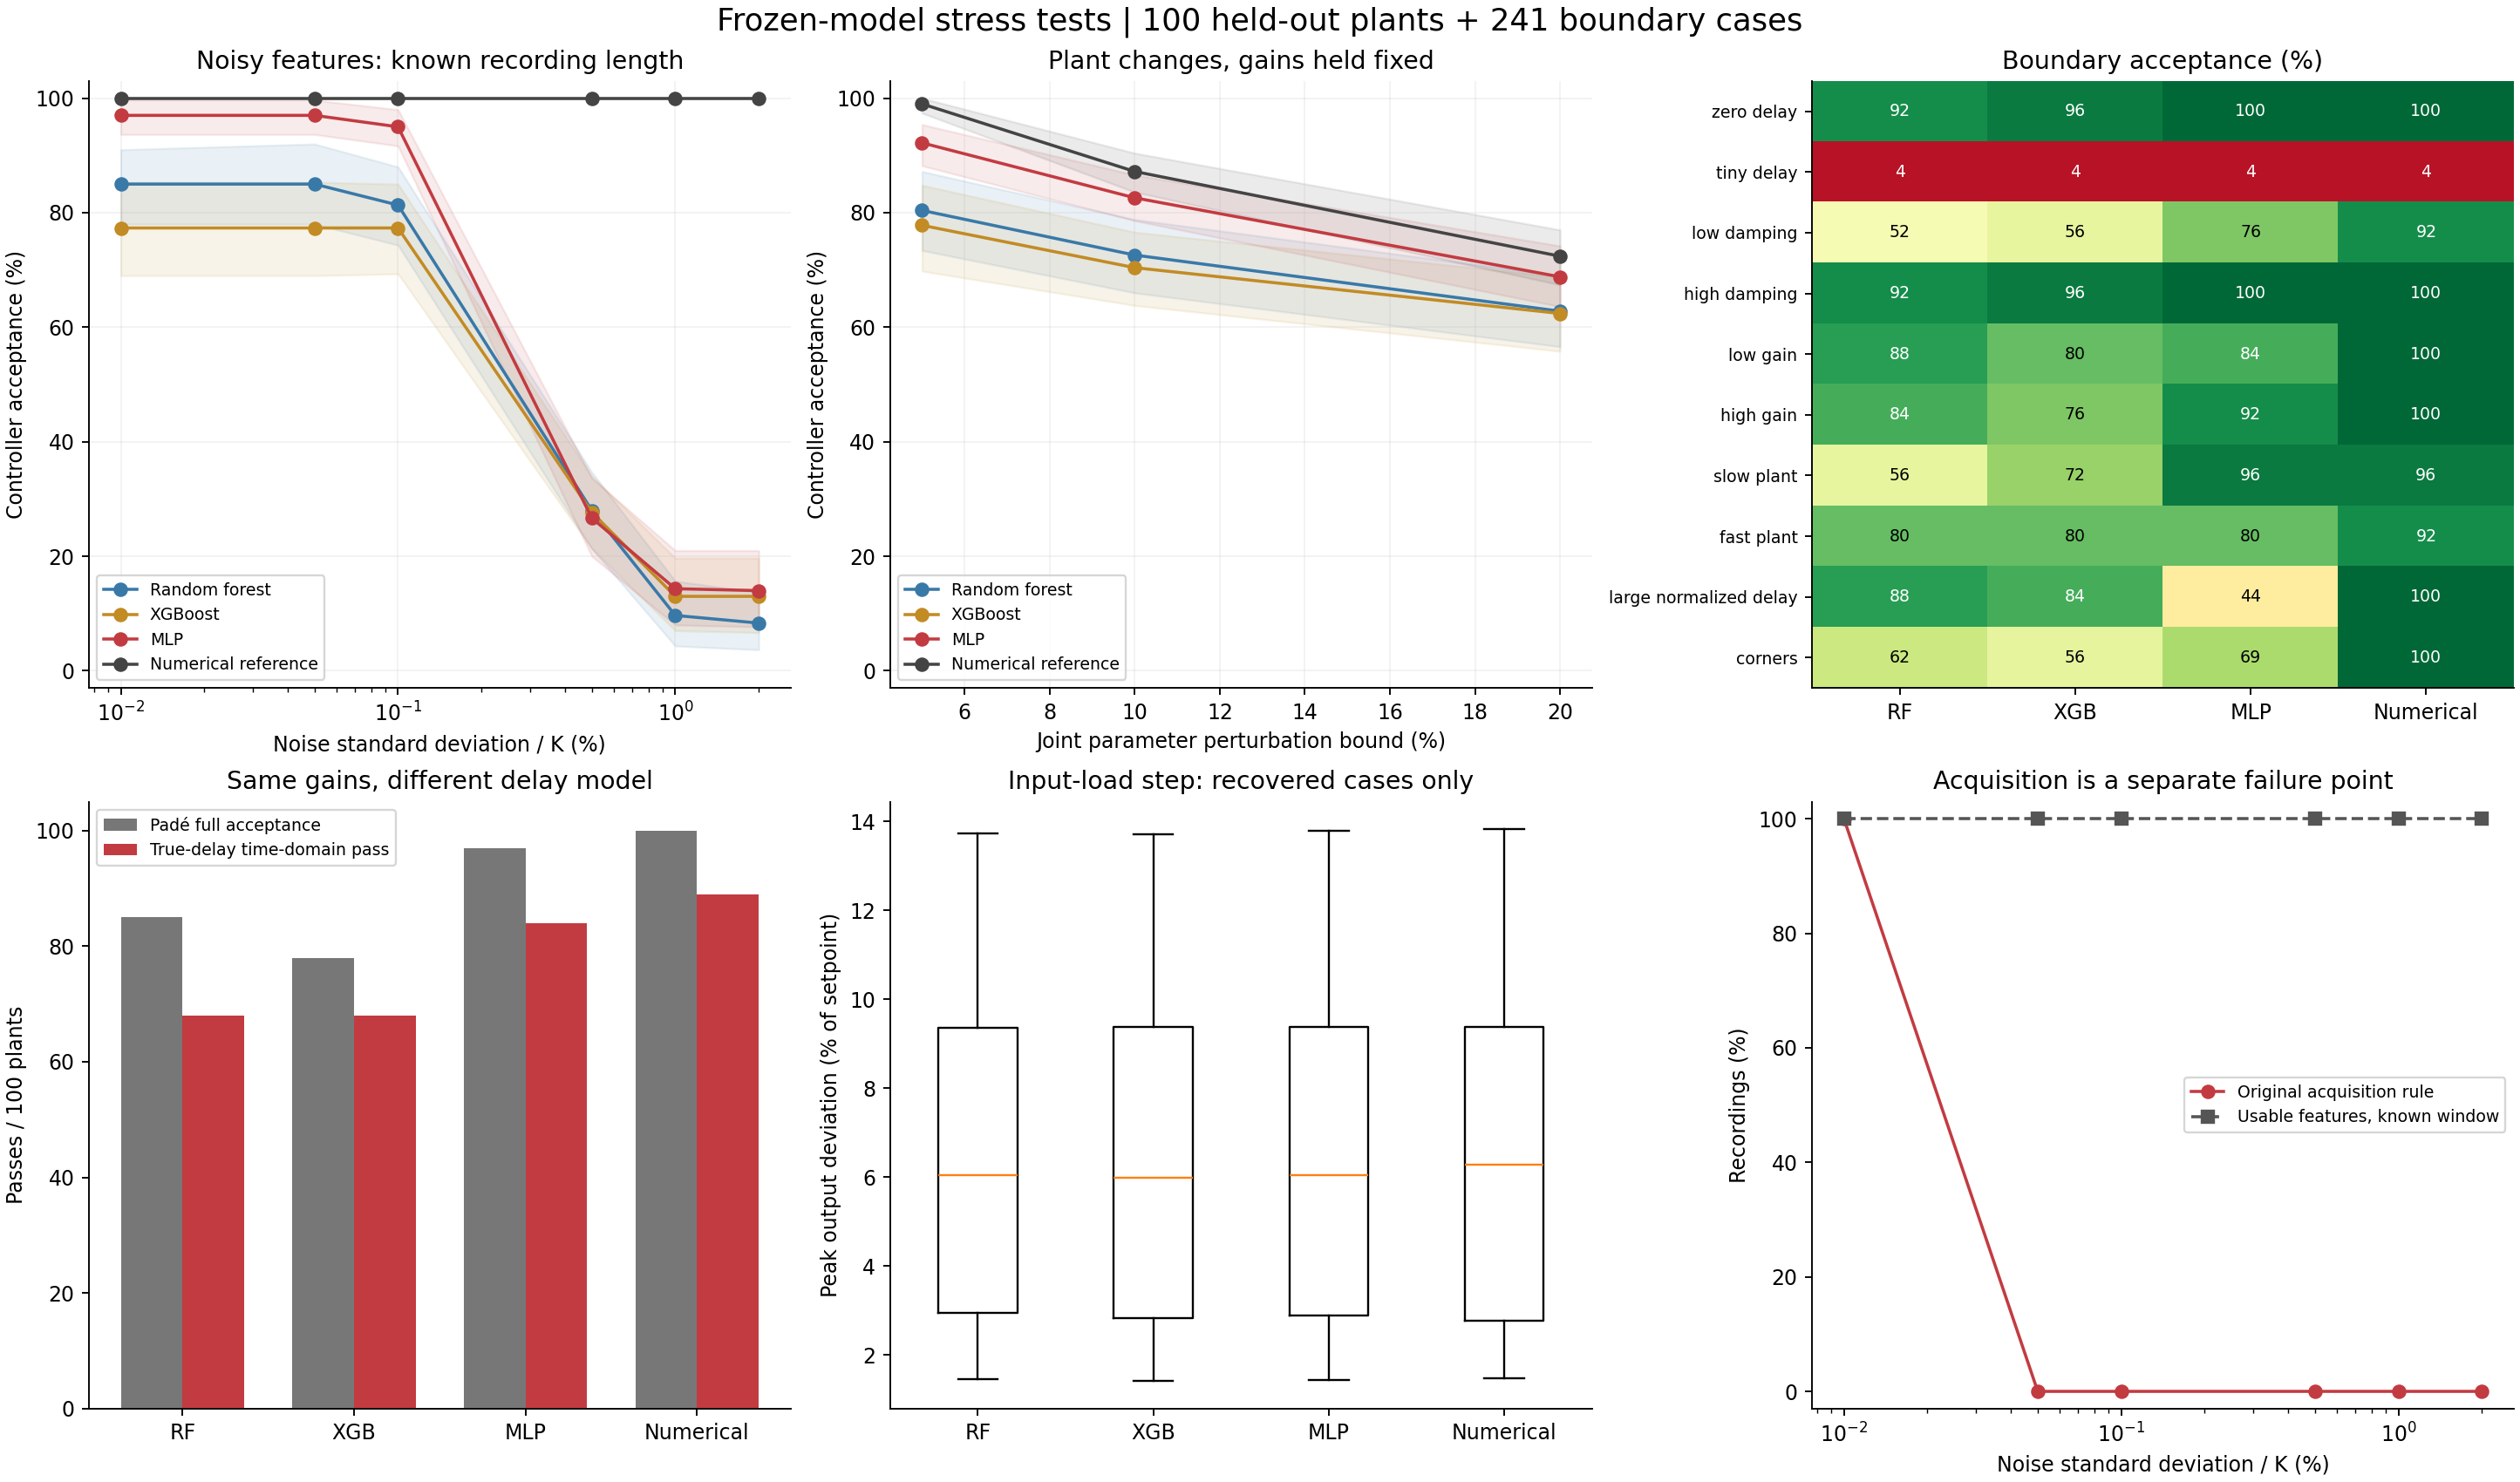 Frozen-model stress tests | 100 held-out plants + 241 boundary cases
Noisy features: known recording length
Controller acceptance (%)
100
80
60
40
20
0
Random forest
XGBoost
MLP
Numerical reference
10⁻²
10⁻¹
10⁰
Noise standard deviation / K (%)
Plant changes, gains held fixed
Controller acceptance (%)
100
80
60
40
20
0
Random forest
XGBoost
MLP
Numerical reference
6 8 10 12 14 16 18 20
Joint parameter perturbation bound (%)
Boundary acceptance (%)
zero delay 92 96 100 100
tiny delay 4 4 4 4
low damping 52 56 76 92
high damping 92 96 100 100
low gain 88 80 84 100
high gain 84 76 92 100
slow plant 56 72 96 96
fast plant 80 80 80 92
large normalized delay 88 84 44 100
corners 62 56 69 100
RF XGB MLP Numerical
Same gains, different delay model
Passes / 100 plants
100
80
60
40
20
0
Padé full acceptance
True-delay time-domain pass
RF XGB MLP Numerical
Input-load step: recovered cases only
Peak output deviation (% of setpoint)
14
12
10
8
6
4
2
RF XGB MLP Numerical
Acquisition is a separate failure point
Recordings (%)
100
80
60
40
20
0
Original acquisition rule
Usable features, known window
10⁻²
10⁻¹
10⁰
Noise standard deviation / K (%)